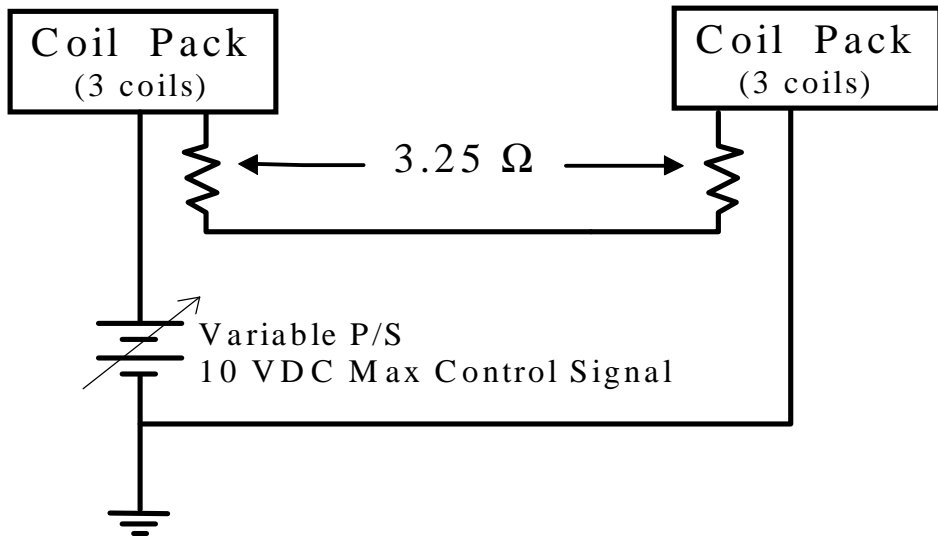 Coil Pack
(3 coils)
Coil Pack
(3 coils)
3.25 Ω
Variable P/S
10 VDC Max Control Signal